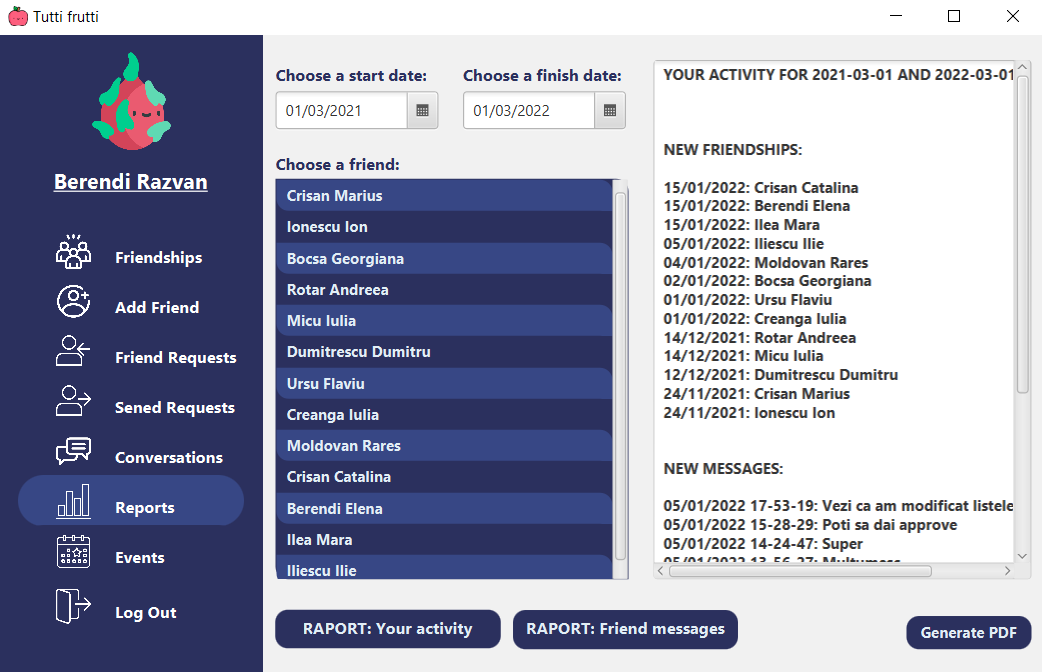 Tutti frutti
Berendi Razvan
Friendships
Add Friend
Friend Requests
Sened Requests
Conversations
Reports
Events
Log Out
Choose a start date:
01/03/2021
Choose a finish date:
01/03/2022
Choose a friend:
Crisan Marius
Ionescu Ion
Bocsa Georgiana
Rotar Andreea
Micu Iulia
Dumitrescu Dumitru
Ursu Flaviu
Creanga Iulia
Moldovan Rares
Crisan Catalina
Berendi Elena
Ilea Mara
Iliescu Ilie
RAPORT: Your activity
RAPORT: Friend messages
YOUR ACTIVITY FOR 2021-03-01 AND 2022-03-01
NEW FRIENDSHIPS:
15/01/2022: Crisan Catalina
15/01/2022: Berendi Elena
15/01/2022: Ilea Mara
05/01/2022: Iliescu Ilie
04/01/2022: Moldovan Rares
02/01/2022: Bocsa Georgiana
01/01/2022: Ursu Flaviu
01/01/2022: Creanga Iulia
14/12/2021: Rotar Andreea
14/12/2021: Micu Iulia
12/12/2021: Dumitrescu Dumitru
24/11/2021: Crisan Marius
24/11/2021: Ionescu Ion
NEW MESSAGES:
05/01/2022 17-53-19: Vezi ca am modificat listele
05/01/2022 15-28-29: Poti sa dai approve
05/01/2022 14-24-47: Super
05/01/2022 13-56-27: Multumesc
Generate PDF